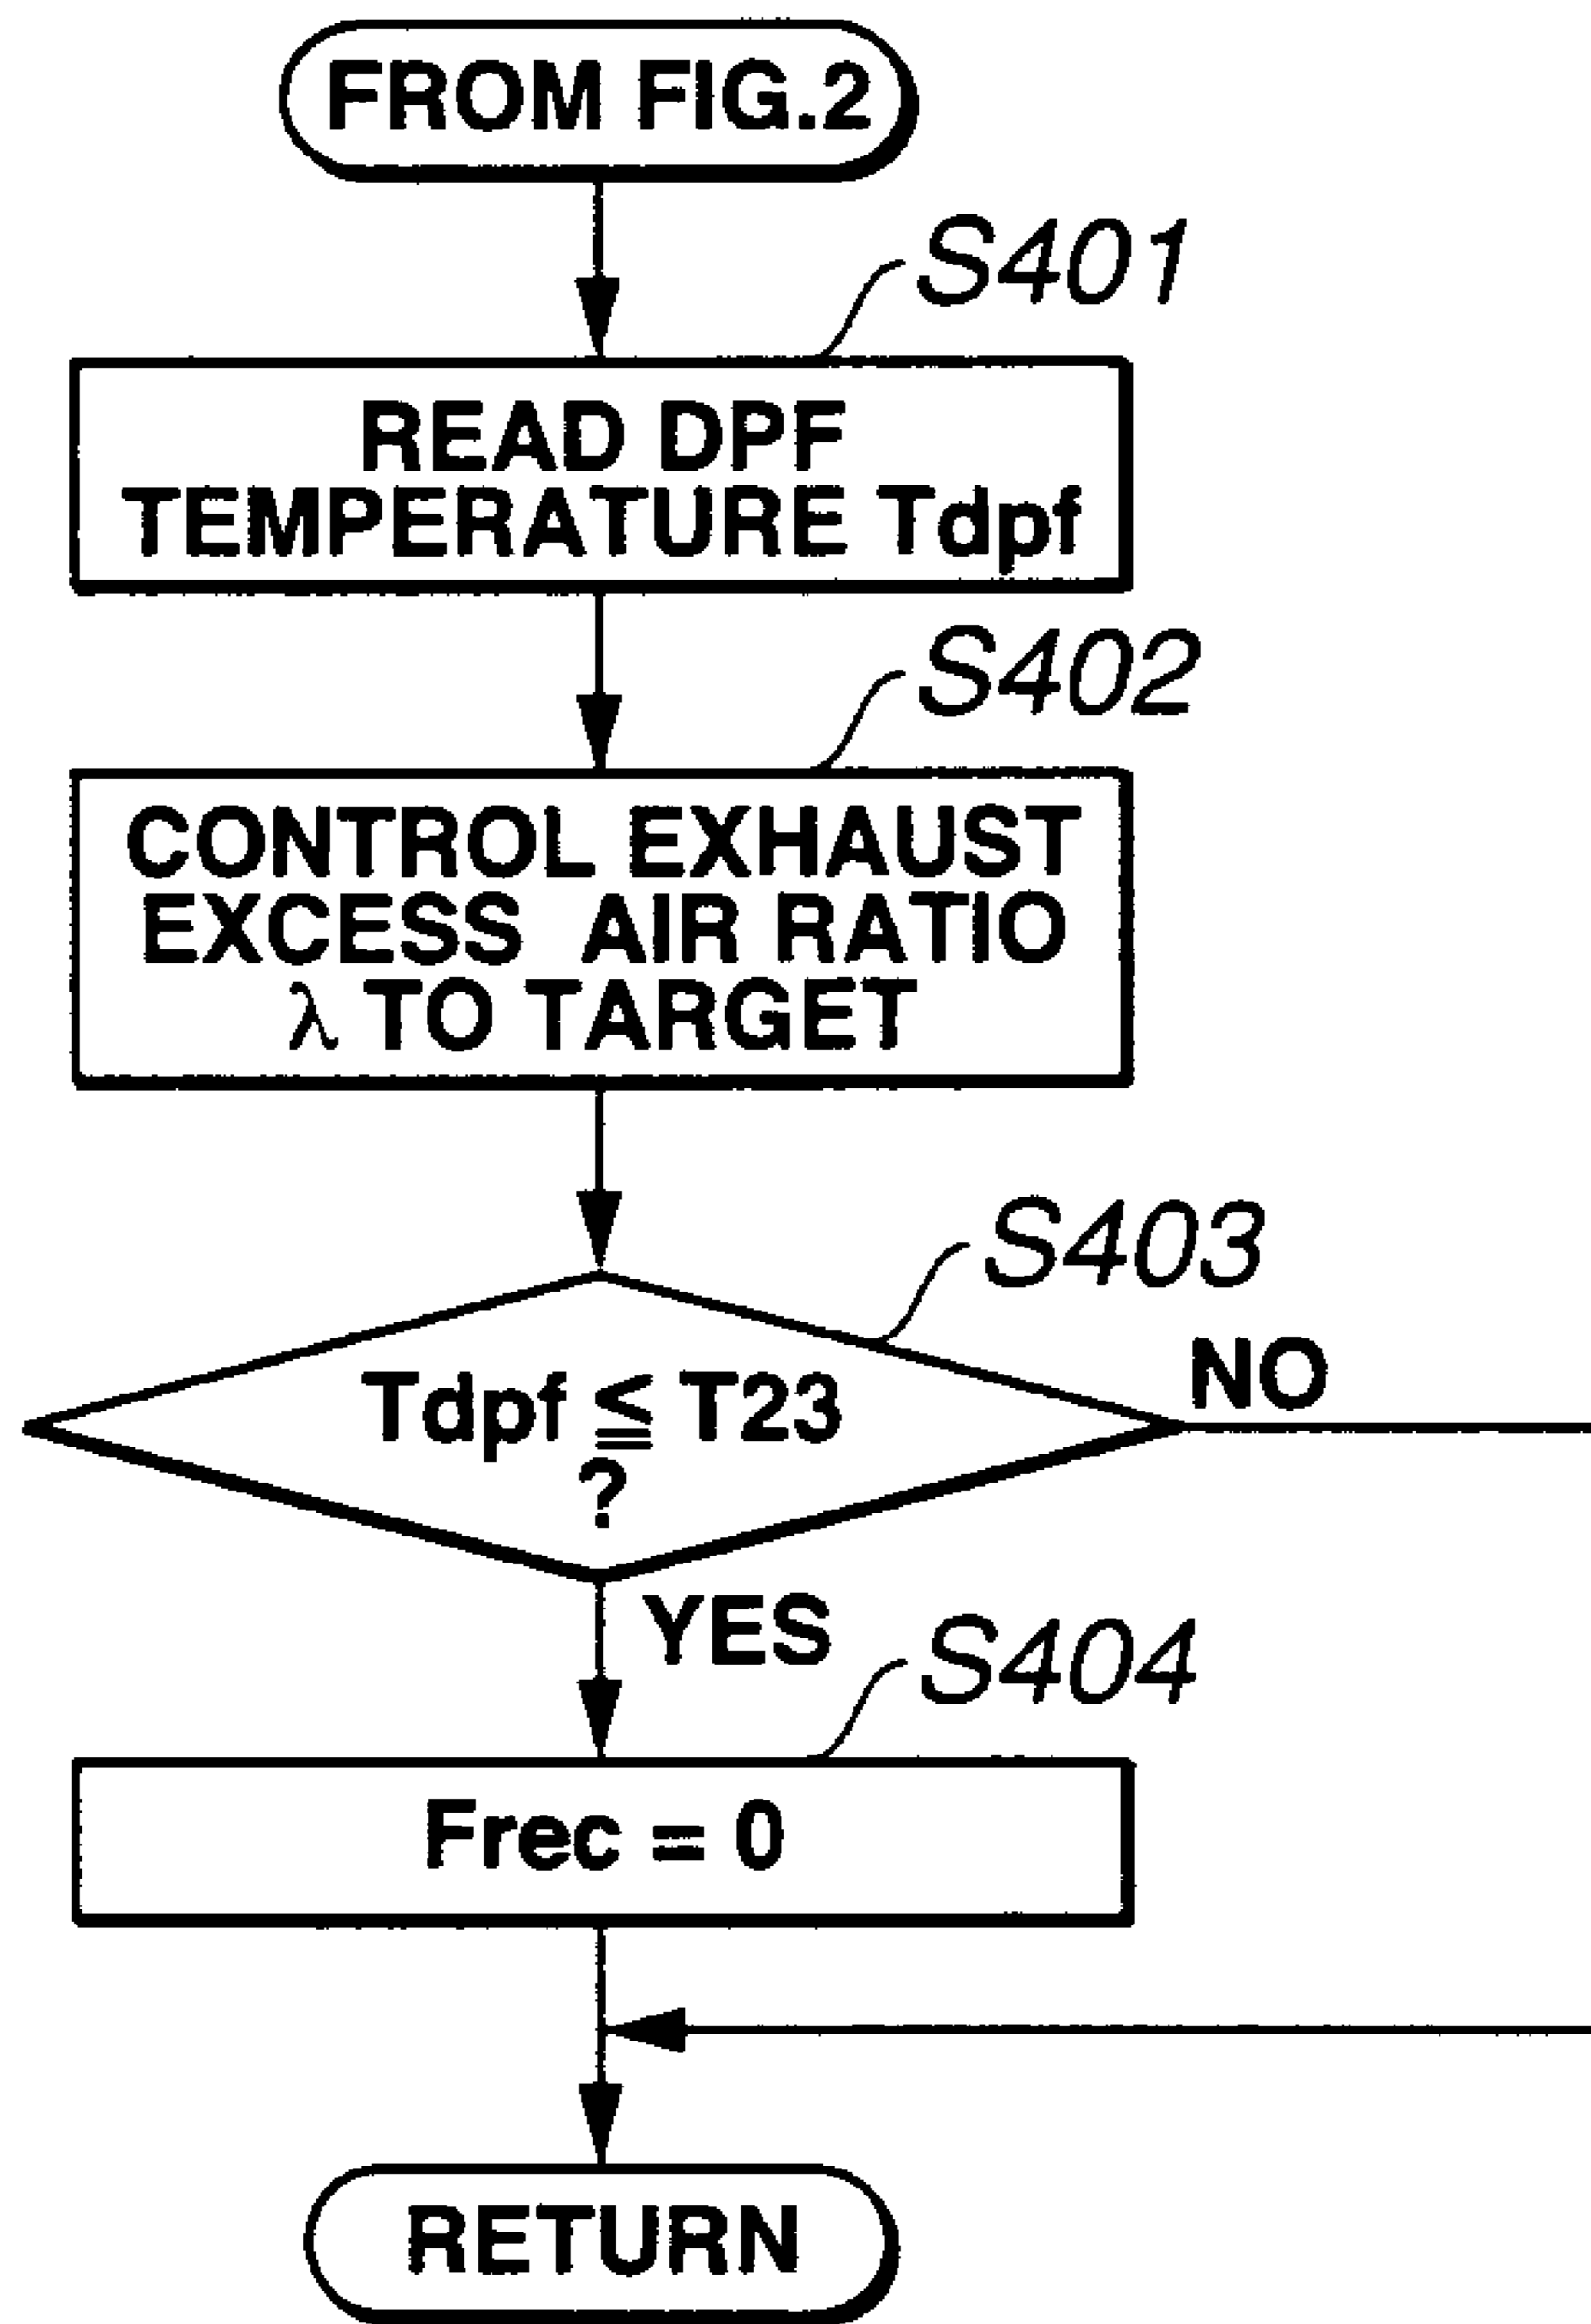 FROM FIG.2
S401
READ DPF
TEMPERATURE Tdpf
S402
CONTROL EXHAUST
EXCESS AIR RATIO
λ TO TARGET
S403
Tdpf ≦ T23
?
NO
YES
S404
Frec = 0
RETURN